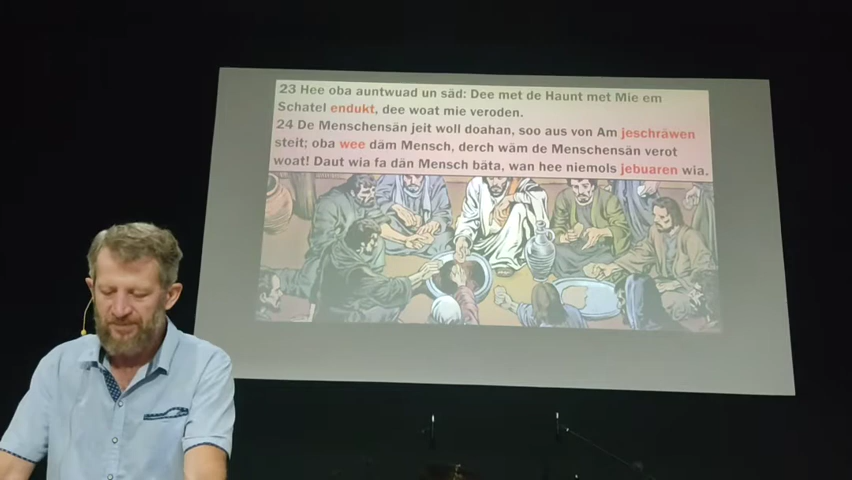 23 Hee oba auntwuad un säd: Dee met de Haunt met Mie em
Schatel endukt, dee woat mie veroden.
24 De Menschensän jeit woll doahan, soo aus von Am jeschräwen
steit; oba wee däm Mensch, derch wäm de Menschensän verot
woat! Daut wia fa dän Mensch bäta, wan hee niemols jebuaren wia.